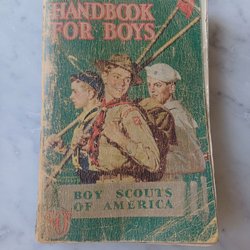 HANDBOOK
FOR BOYS
BOY SCOUTS
OF AMERICA